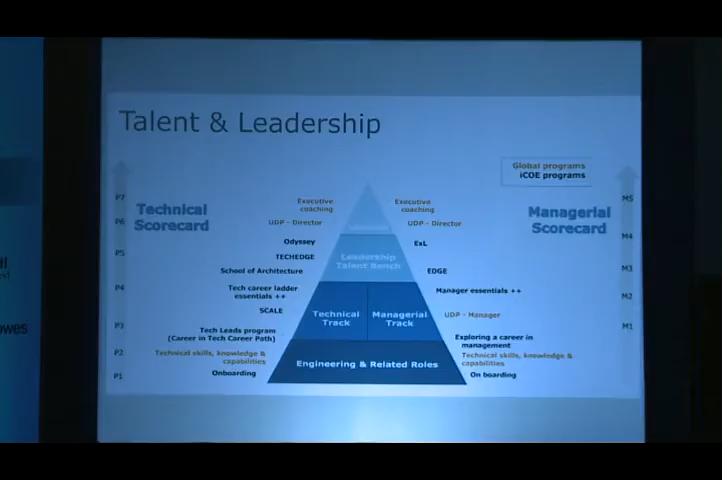 Talent & Leadership
Global programs
iCOE programs
P7
P6
P5
P4
P3
P2
P1
Technical
Scorecard
Executive
coaching
UDP - Director
Odyssey
TECHEDGE
School of Architecture
Tech career ladder
essentials ++
SCALE
Tech Leads program
(Career in Tech Career Path)
Technical skills, knowledge &
capabilities
Onboarding
Leadership
Talent Bench
Technical
Track
Managerial
Track
Engineering & Related Roles
Executive
coaching
UDP - Director
ExL
EDGE
Manager essentials ++
UDP - Manager
Exploring a career in
management
Technical skills, knowledge &
capabilities
On boarding
Managerial
Scorecard
M5
M4
M3
M2
M1
owes